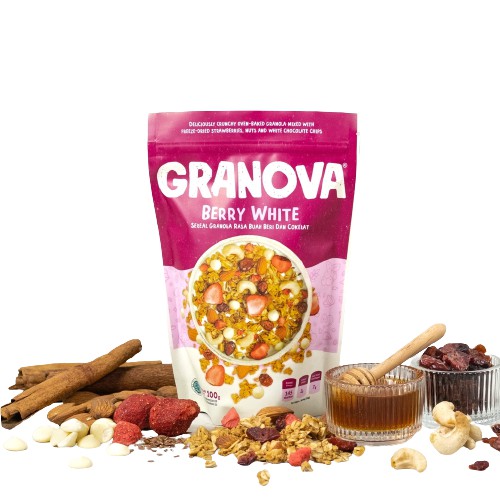 DELICIOUSLY CRUNCHY OVEN-BAKED GRANOLA MIXED WITH
FREEZE-DRIED STRAWBERRIES, NUTS AND WHITE CHOCOLATE CHIPS
GRANOVA®
BERRY WHITE
SEREAL GRANOLA RASA BUAH BERI DAN COKELAT